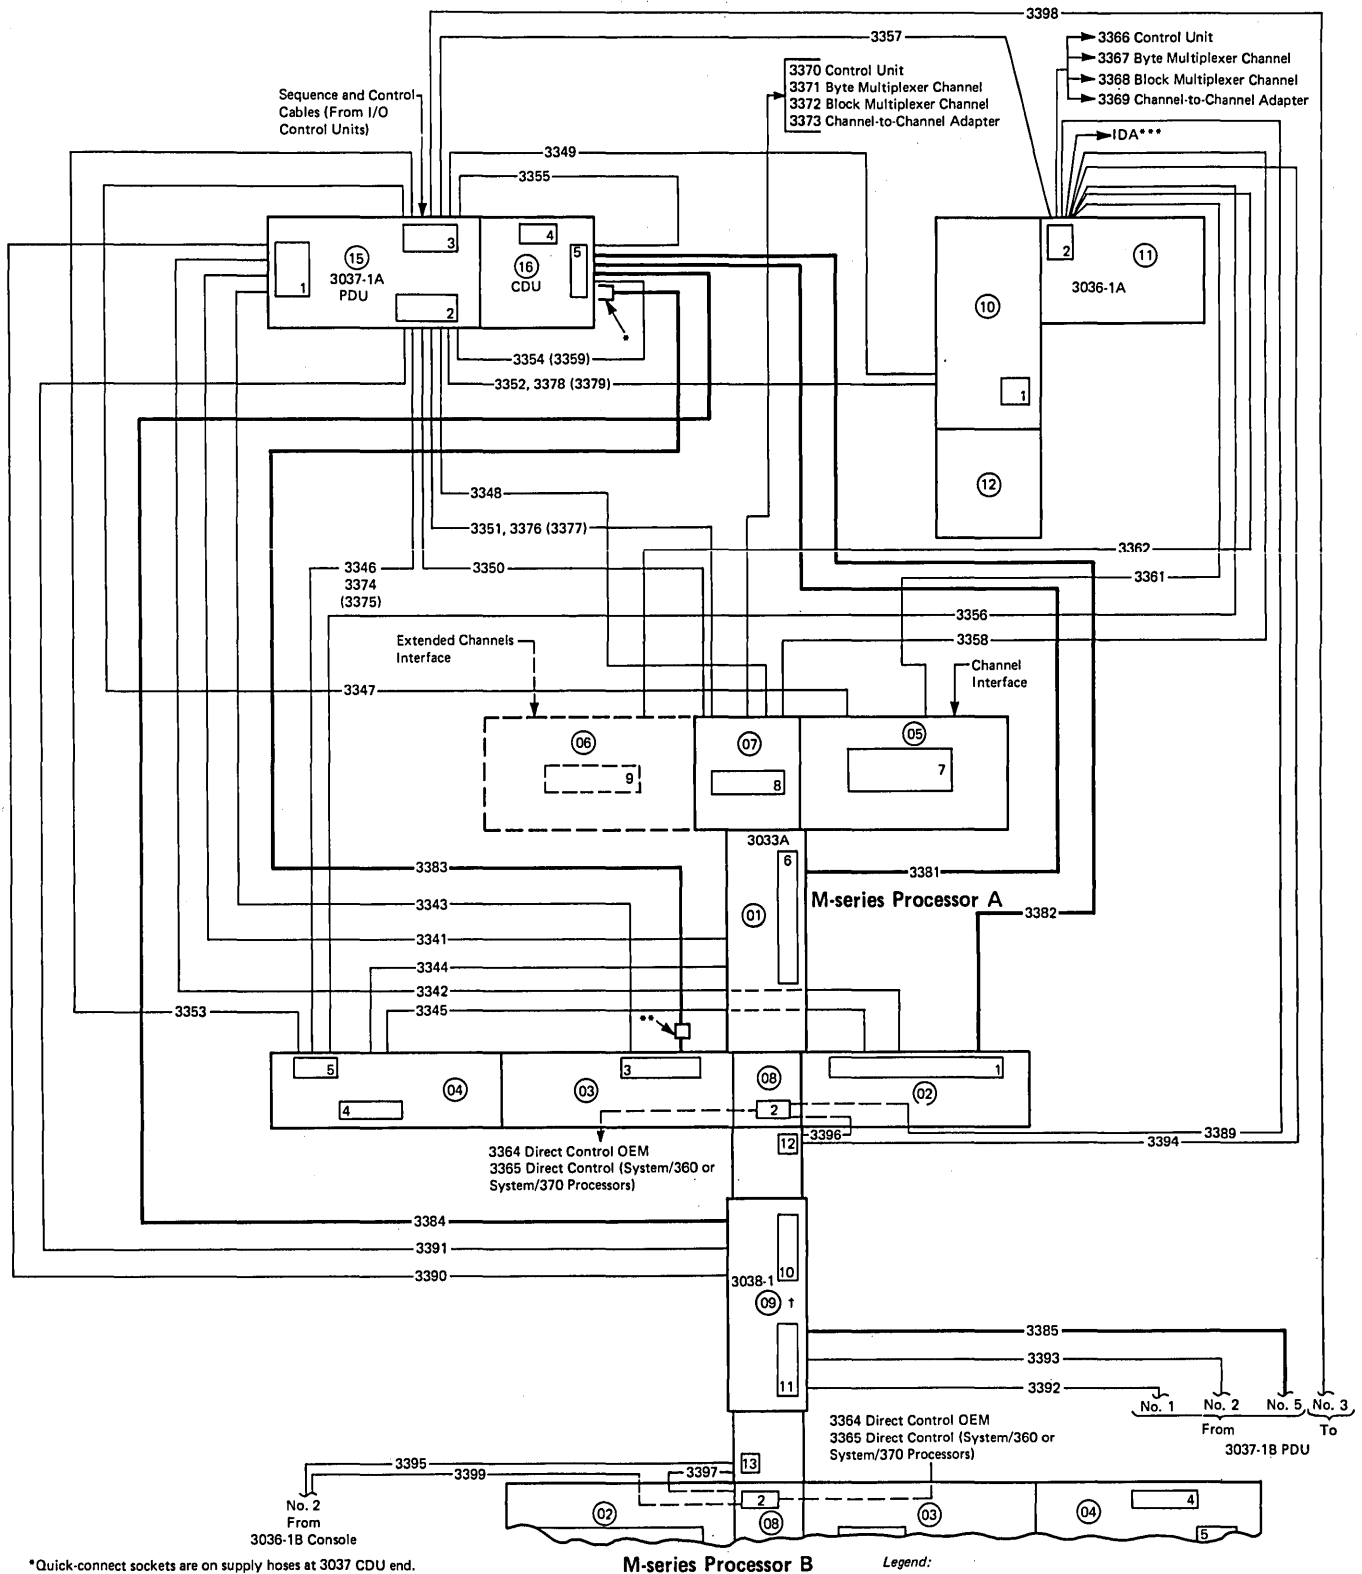 3398
3357
3366 Control Unit
3367 Byte Multiplexer Channel
3368 Block Multiplexer Channel
3369 Channel-to-Channel Adapter
3370 Control Unit
3371 Byte Multiplexer Channel
3372 Block Multiplexer Channel
3373 Channel-to-Channel Adapter
Sequence and Control
Cables (From I/O
Control Units)
IDA***
3349
3355
3
4
5
2
15
16
11
3037-1A
PDU
CDU
1
3036-1A
2
10
*
3354 (3359)
3352, 3378 (3379)
1
12
3348
3351, 3376 (3377)
3362
3346
3374
(3375)
3350
3361
3356
Extended Channels
Interface
3358
Channel
Interface
3347
06
07
05
9
8
7
3033A
6
3383
3381
M-series Processor A
3343
01
3382
3341
3344
3342
3353
3345
**
5
3
1
04
03
08
02
4
2
3396
3389
12
3394
3364 Direct Control OEM
3365 Direct Control (System/360 or
System/370 Processors)
3384
3391
10
3390
3038-1
09 †
3385
3393
11
3392
No. 1
No. 2
No. 5
No. 3
From
To
3037-1B PDU
3364 Direct Control OEM
3365 Direct Control (System/360 or
System/370 Processors)
3395
13
3399
3397
No. 2
From
3036-1B Console
2
4
02
03
04
08
5
*Quick-connect sockets are on supply hoses at 3037 CDU end.
M-series Processor B
Legend: